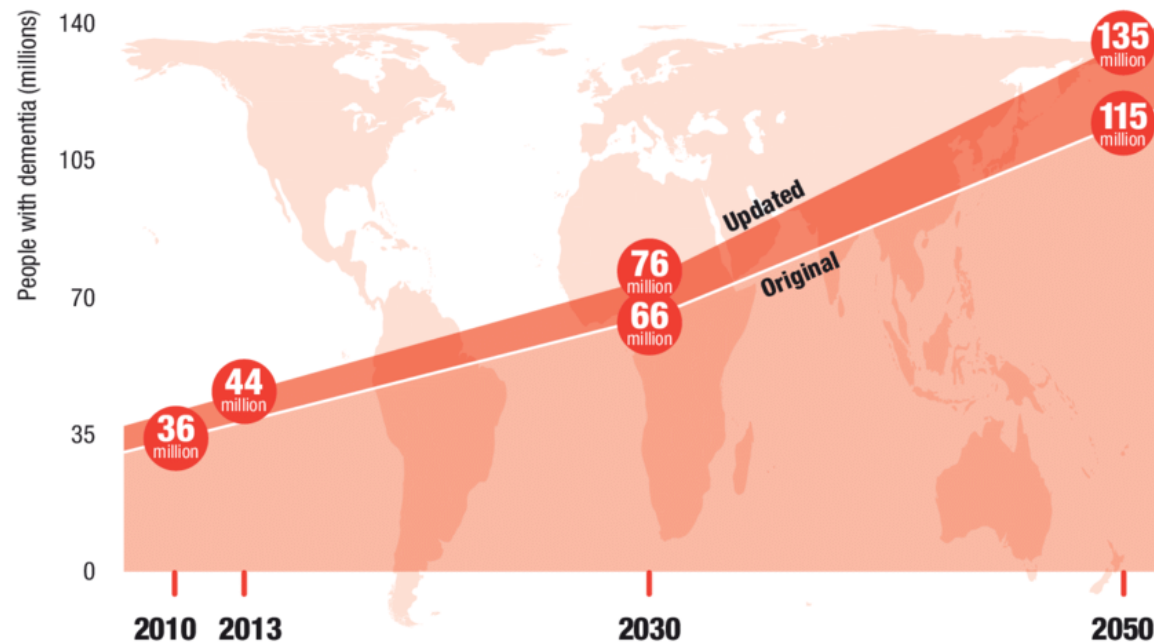 People with dementia (millions)
140
105
70
35
0
135
million
115
million
Updated
76
million
Original
66
million
44
million
36
million
2010
2013
2030
2050